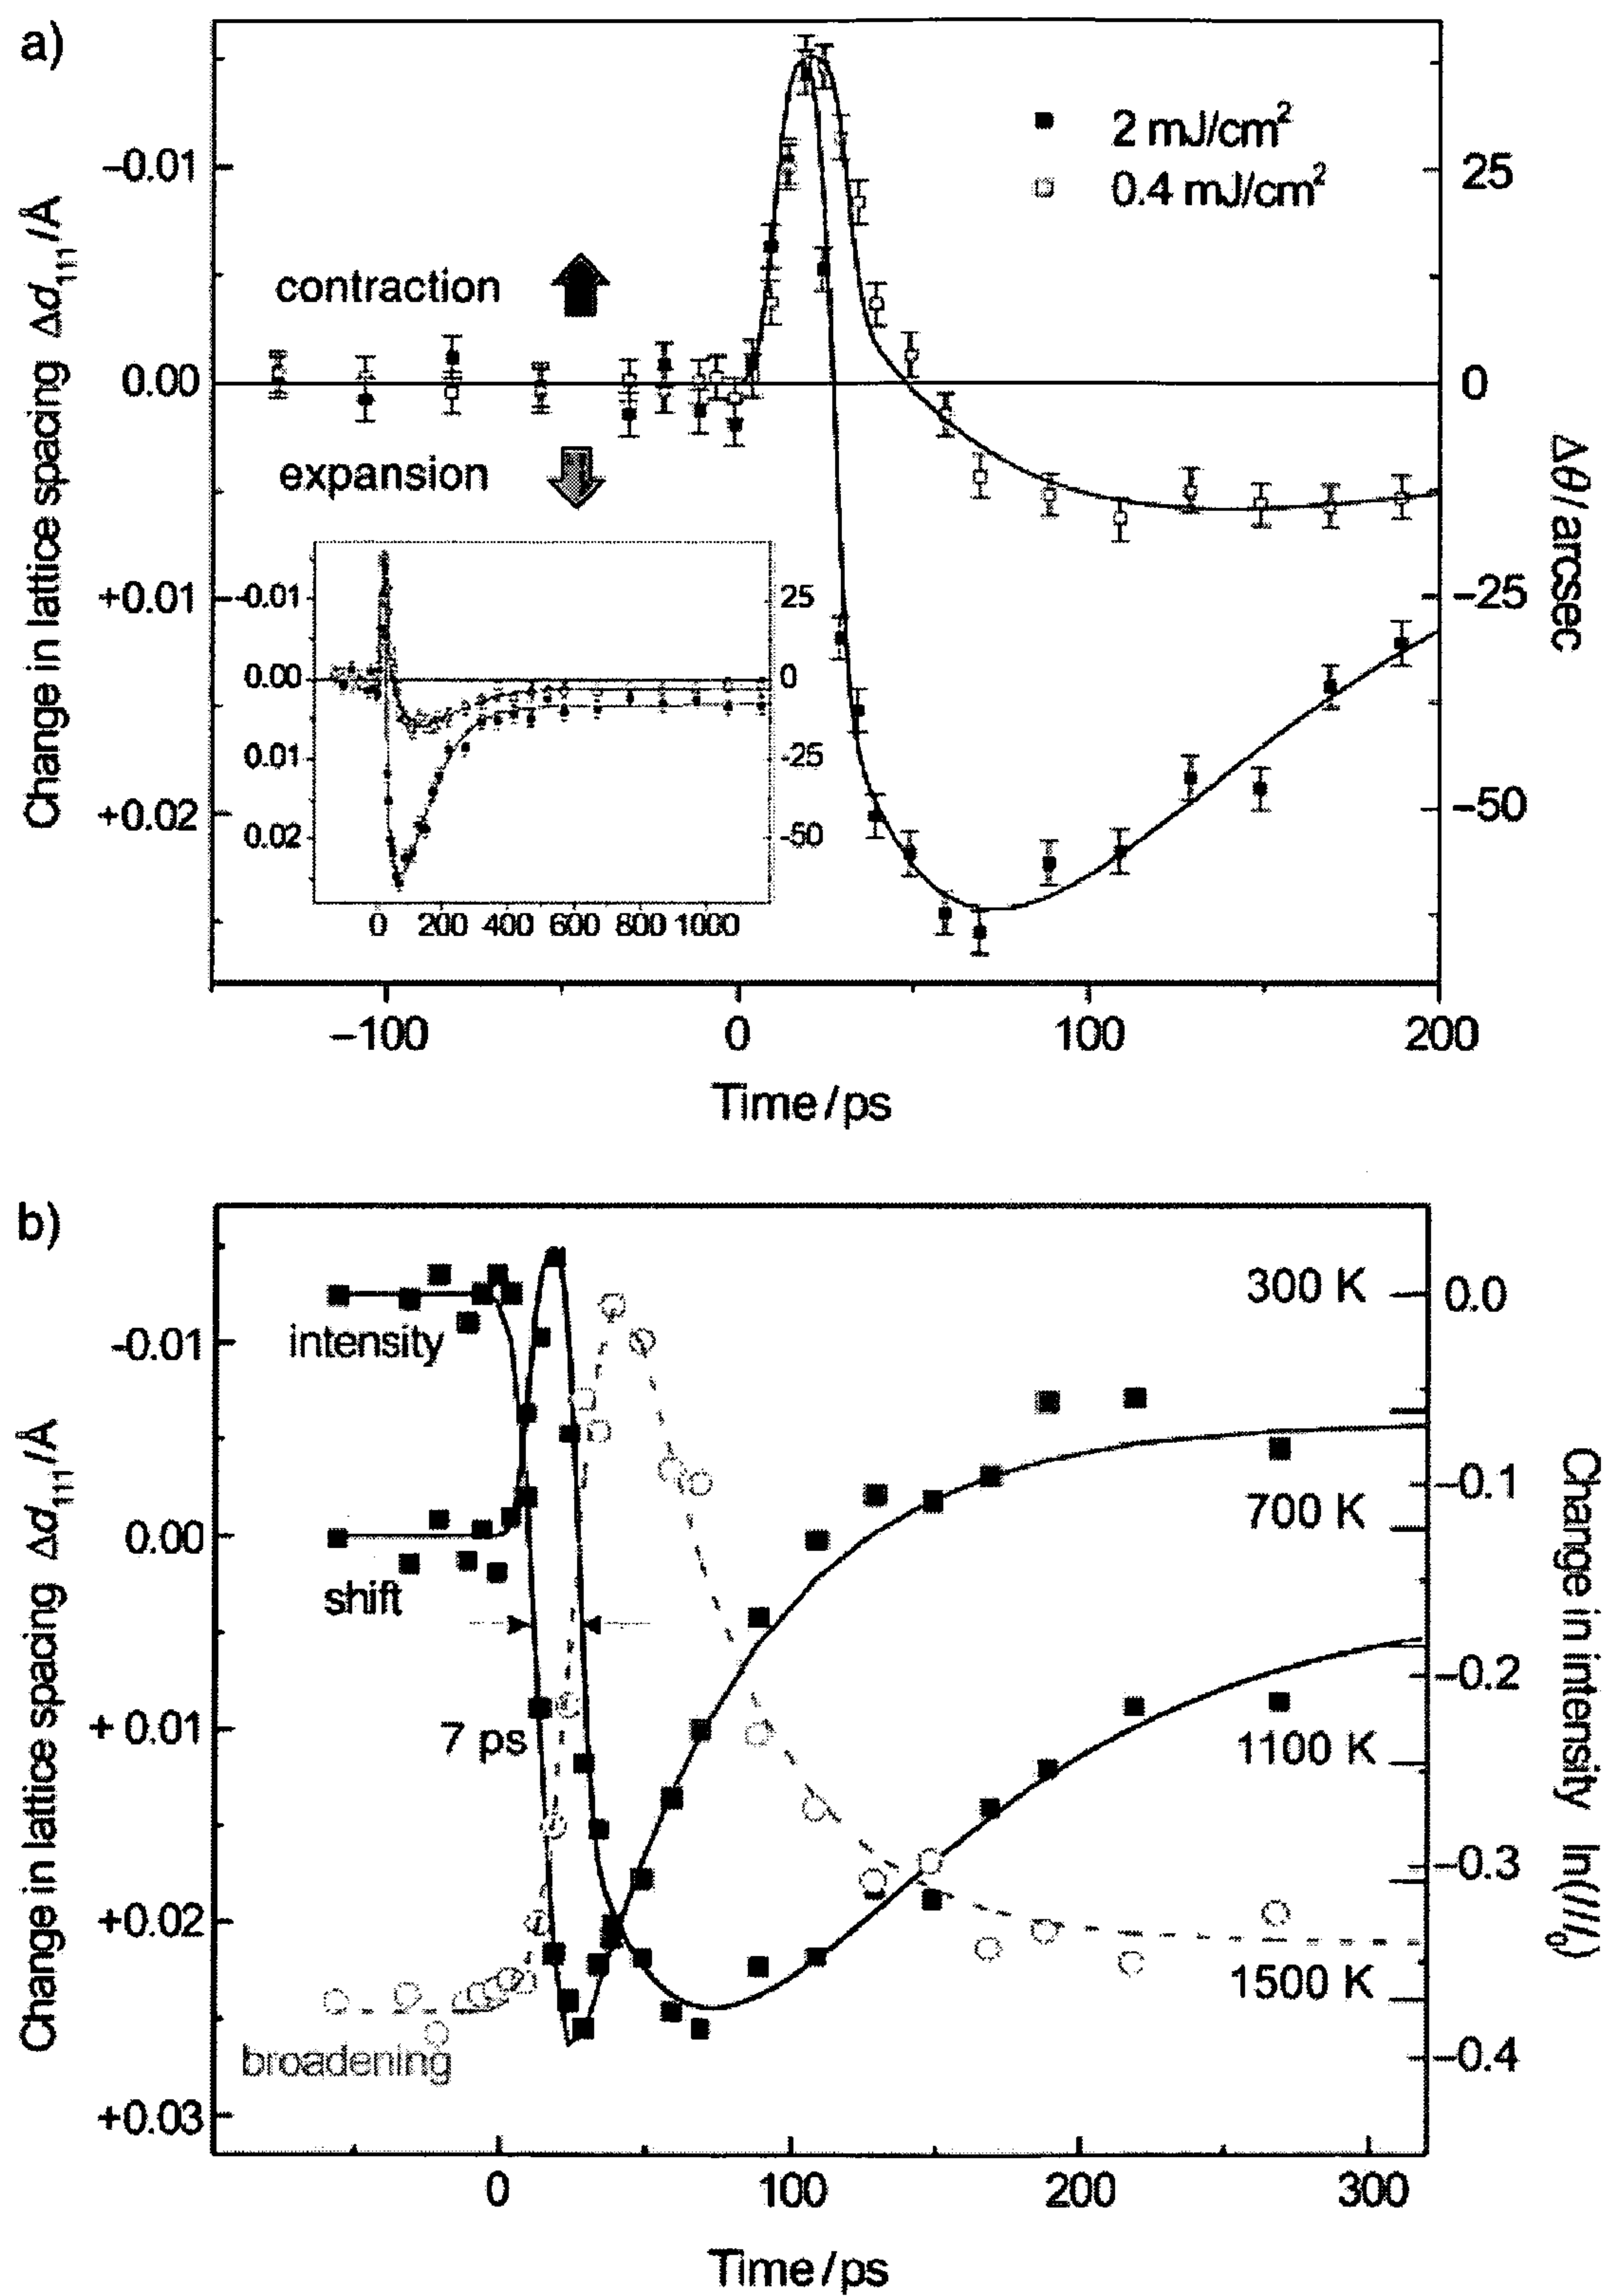 a)
2 mJ/cm²
0.4 mJ/cm²
contraction
expansion
Change in lattice spacing Δd₁₁₁/Å
−0.01
0.00
+0.01
+0.02
25
0
−25
−50
Δθ/arcsec
-0.01
0.00
0.01
0.02
25
0
-25
-50
0 200 400 600 800 1000
−100 0 100 200
Time/ps
b)
intensity
shift
7 ps
broadening
300 K
700 K
1100 K
1500 K
Change in lattice spacing Δd₁₁₁/Å
-0.01
0.00
+0.01
+0.02
+0.03
0.0
−0.1
−0.2
−0.3
−0.4
Change in intensity ln(I/I₀)
0 100 200 300
Time/ps